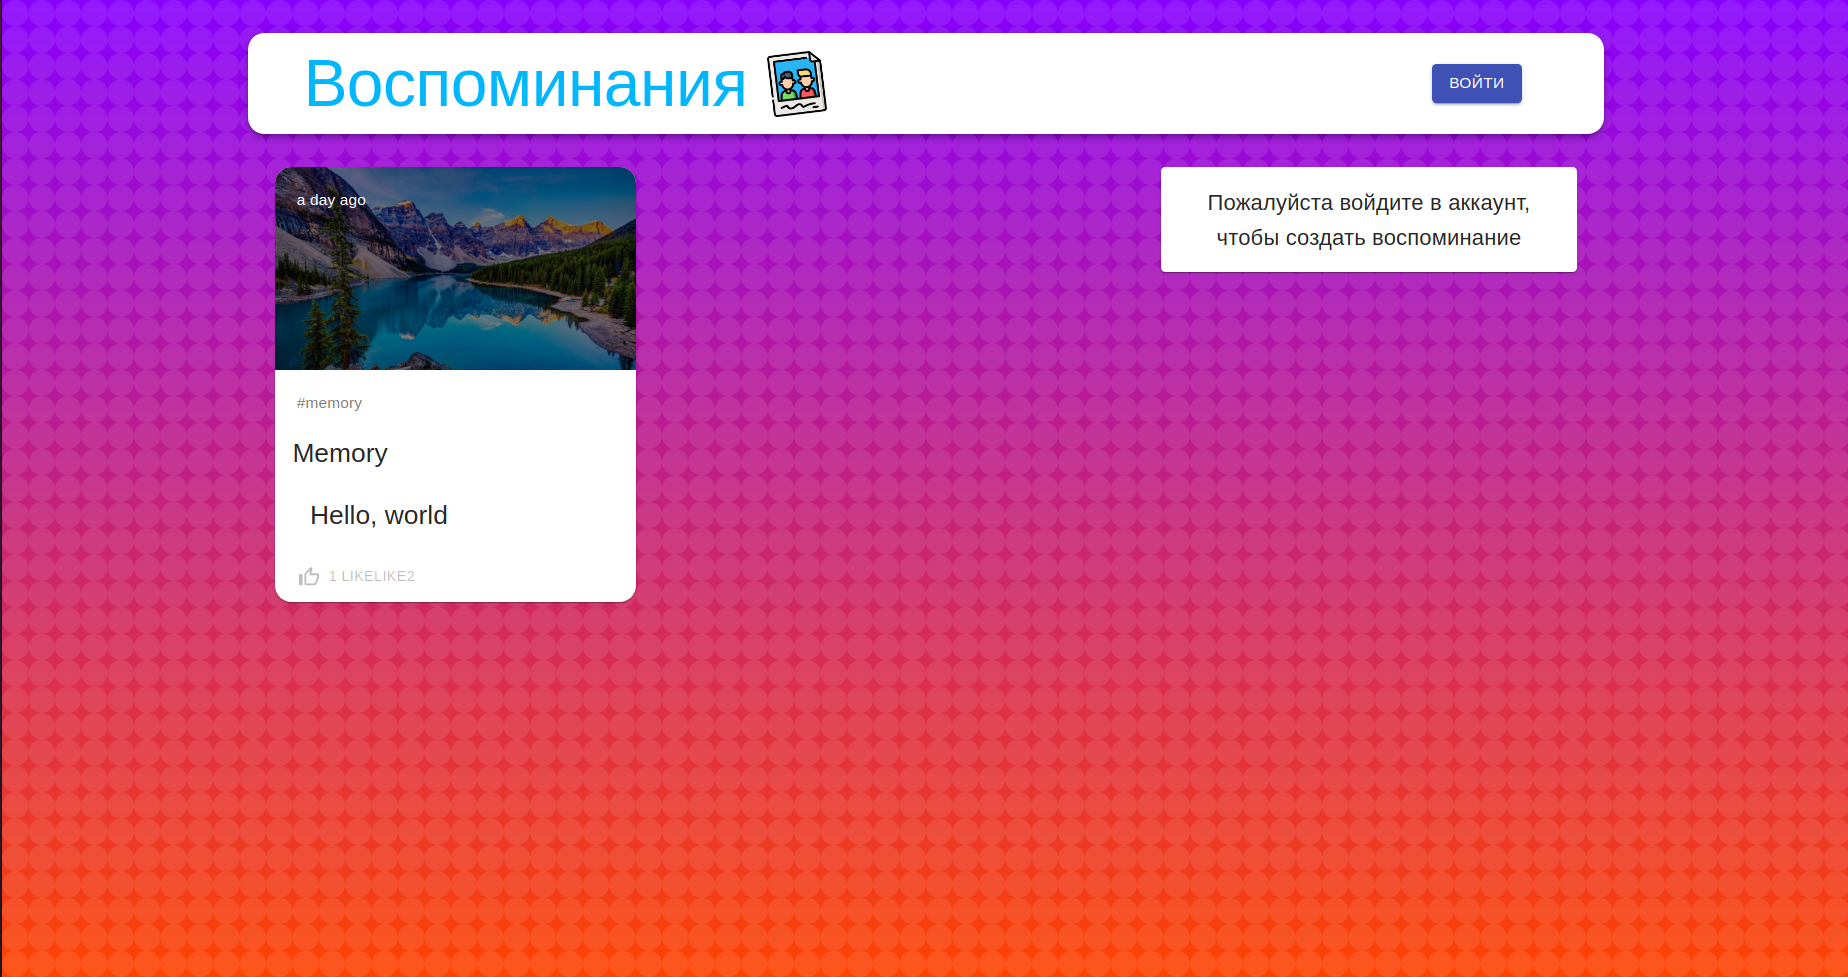 Воспоминания
ВОЙТИ
a day ago
#memory
Memory
Hello, world
1 LIKELIKE2
Пожалуйста войдите в аккаунт,
чтобы создать воспоминание